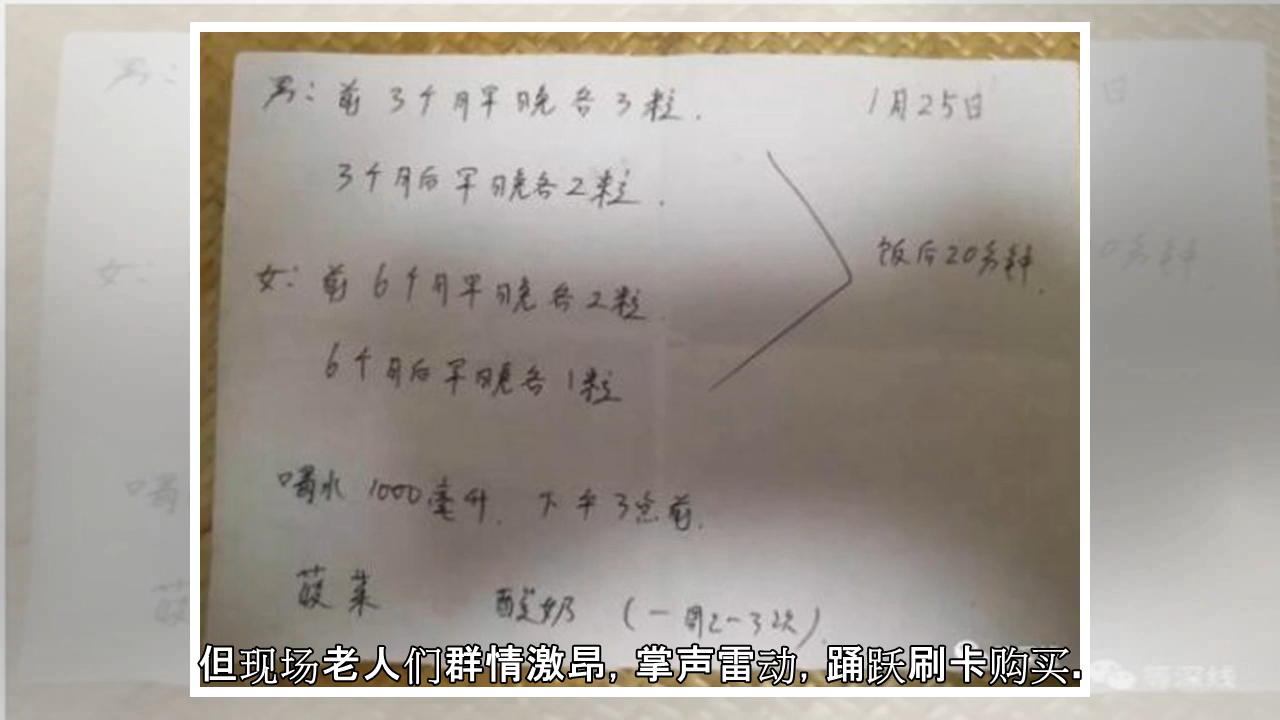 男：前3个月早晚各3粒.
1月25日
3个月后早晚各2粒.
饭后20分钟.
女：前6个月早晚各2粒
6个月后早晚各1粒
喝水 1000毫升. 下午3点前.
菠菜 酸奶 (一周2-3次).
但现场老人们群情激昂, 掌声雷动, 踊跃刷卡购买.
等深线